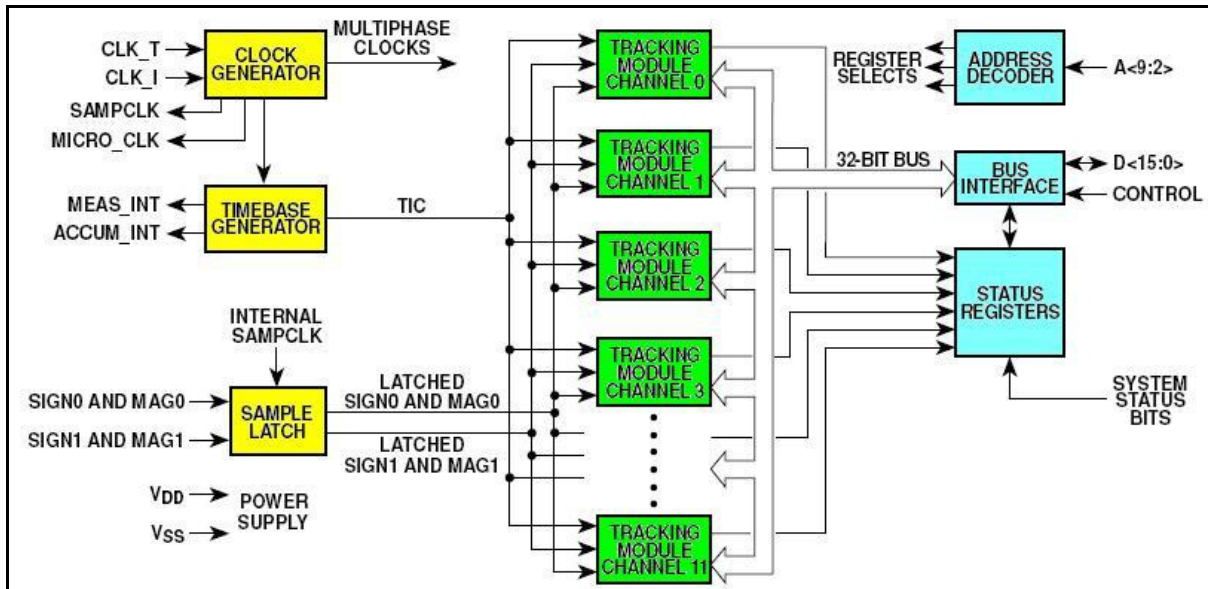 CLK_T
CLK_I
SAMPCLK
MICRO_CLK
CLOCK
GENERATOR
MULTIPHASE
CLOCKS
MEAS_INT
ACCUM_INT
TIMEBASE
GENERATOR
TIC
INTERNAL
SAMPCLK
SIGN0 AND MAG0
SIGN1 AND MAG1
SAMPLE
LATCH
LATCHED
SIGN0 AND MAG0
LATCHED
SIGN1 AND MAG1
VDD
VSS
POWER
SUPPLY
TRACKING
MODULE
CHANNEL 0
TRACKING
MODULE
CHANNEL 1
TRACKING
MODULE
CHANNEL 2
TRACKING
MODULE
CHANNEL 3
TRACKING
MODULE
CHANNEL 11
REGISTER
SELECTS
ADDRESS
DECODER
A<9:2>
32-BIT BUS
BUS
INTERFACE
D<15:0>
CONTROL
STATUS
REGISTERS
SYSTEM
STATUS
BITS